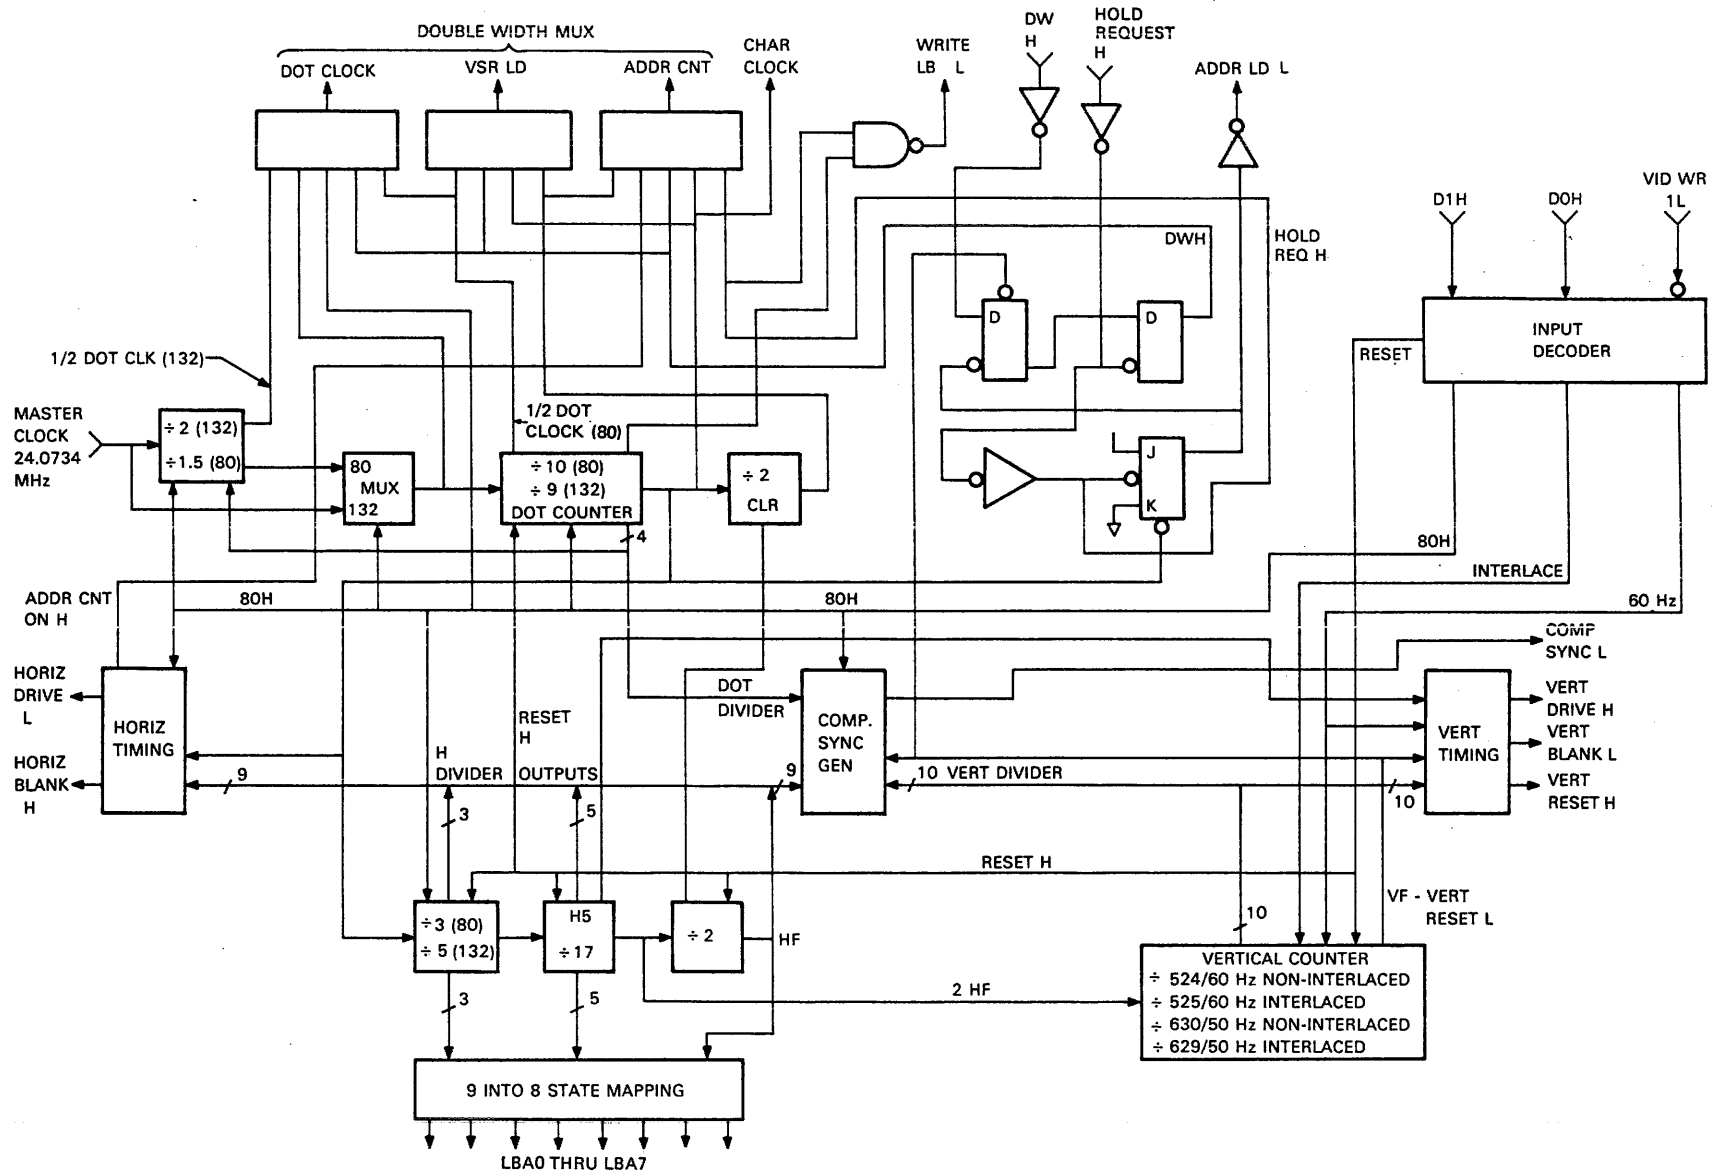 DOUBLE WIDTH MUX
DOT CLOCK
VSR LD
ADDR CNT
CHAR
CLOCK
WRITE
LB L
DW
H
HOLD
REQUEST
H
ADDR LD L
D1H
D0H
VID WR
1L
DWH
HOLD
REQ H
D
D
INPUT
DECODER
RESET
1/2 DOT CLK (132)
MASTER
CLOCK
24.0734
MHz
÷ 2 (132)
÷1.5 (80)
80
MUX
132
1/2 DOT
CLOCK (80)
÷ 10 (80)
÷ 9 (132)
DOT COUNTER
÷ 2
CLR
J
K
4
80H
INTERLACE
60 Hz
ADDR CNT
ON H
80H
80H
COMP
SYNC L
HORIZ
DRIVE
L
HORIZ
BLANK
H
HORIZ
TIMING
DOT
DIVIDER
RESET
H
COMP.
SYNC
GEN
VERT
TIMING
VERT
DRIVE H
VERT
BLANK L
VERT
RESET H
9
H
DIVIDER OUTPUTS
9
10 VERT DIVIDER
10
3
5
RESET H
VF - VERT
RESET L
10
÷3 (80)
÷ 5 (132)
H5
÷17
÷ 2
HF
3
5
2 HF
VERTICAL COUNTER
÷ 524/60 Hz NON-INTERLACED
÷ 525/60 Hz INTERLACED
÷ 630/50 Hz NON-INTERLACED
÷ 629/50 Hz INTERLACED
9 INTO 8 STATE MAPPING
LBA0 THRU LBA7